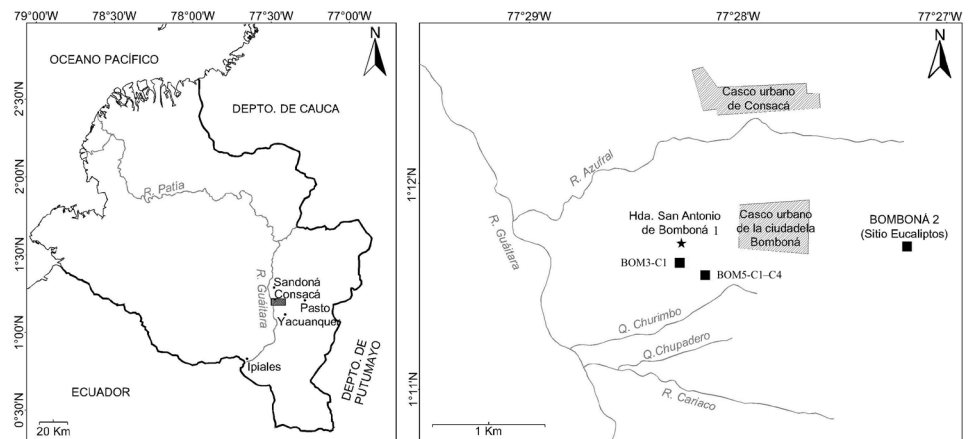 79°00'W
78°00'W
77°30'W
77°00'W
2°30'N
2°00'N
1°30'N
1°00'N
0°30'N
N
OCEANO PACÍFICO
DEPTO. DE CAUCA
R. Patía
R. Guáitara
Sandoná
Consacá
Pasto
Yacuanquer
Ipiales
ECUADOR
DEPTO. DE
PUTUMAYO
20 Km
77°29'W
77°28'W
77°27'W
1°12'N
1°11'N
N
Casco urbano
de Consacá
R. Azufral
R. Guáitara
Hda. San Antonio
de Bomboná 1
Casco urbano
de la ciudadela
Bomboná
BOMBONÁ 2
(Sitio Eucaliptos)
BOM3-C1
BOM5-C1–C4
Q. Churimbo
Q.Chupadero
R. Cariaco
1 Km